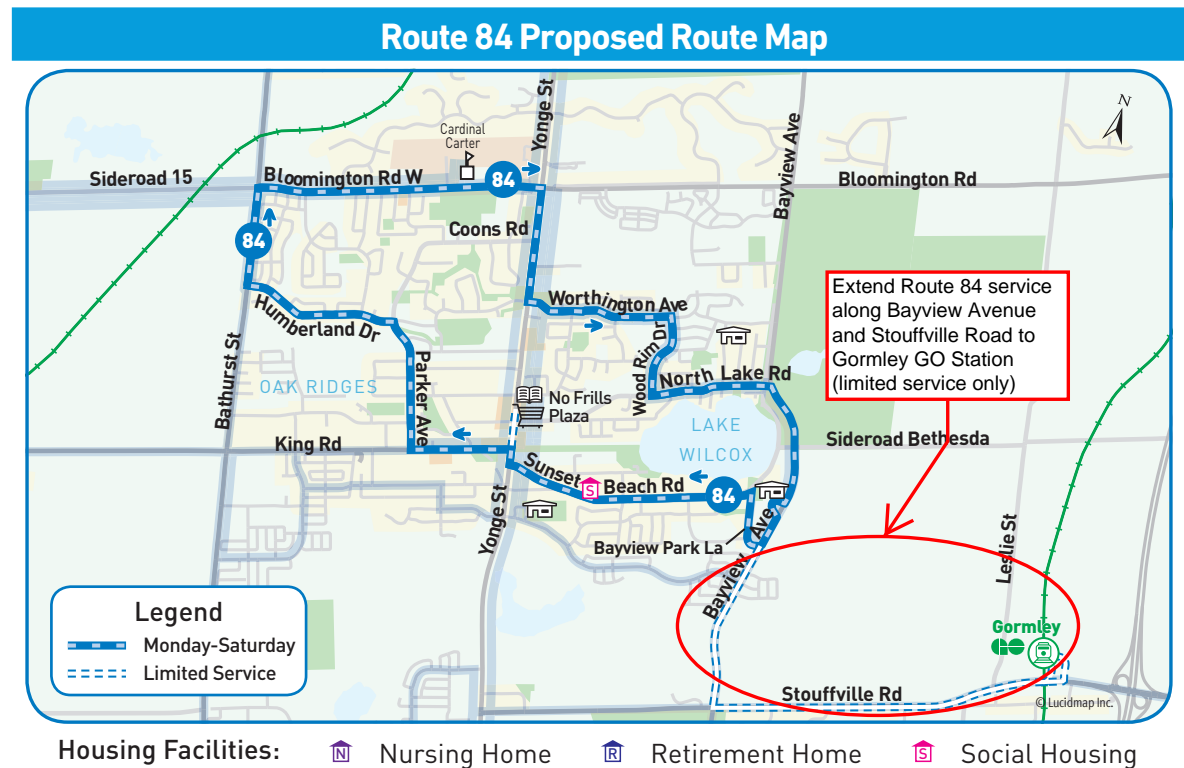 Route 84 Proposed Route Map
Yonge St
Bayview Ave
N
Cardinal
Carter
Sideroad 15
Bloomington Rd W
84
Bloomington Rd
Coons Rd
84
Extend Route 84 service
along Bayview Avenue
and Stouffville Road to
Gormley GO Station
(limited service only)
Worthington Ave
Humberland Dr
Wood Rim Dr
North Lake Rd
Bathurst St
OAK RIDGES
Parker Ave
No Frills
Plaza
LAKE
WILCOX
King Rd
Sideroad Bethesda
Sunset Beach Rd
S
84
Yonge St
Bayview Park La
Bayview Ave
Leslie St
Legend
Monday-Saturday
Limited Service
Gormley
GO
Stouffville Rd
© Lucidmap Inc.
Housing Facilities:
N Nursing Home
R Retirement Home
S Social Housing